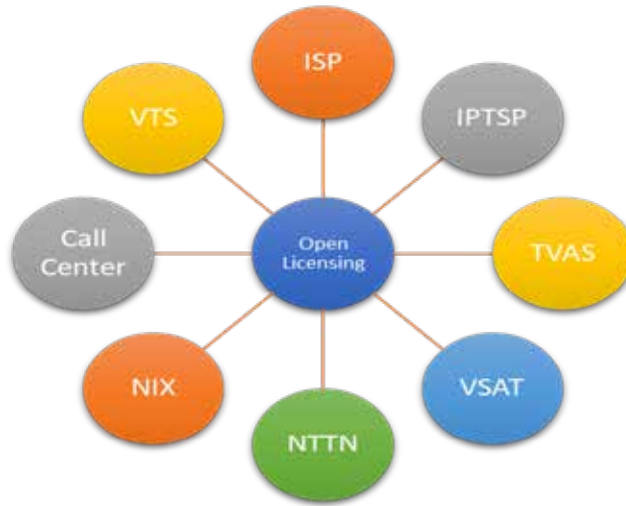 ISP
IPTSP
TVAS
VSAT
NTTN
NIX
Call
Center
VTS
Open
Licensing